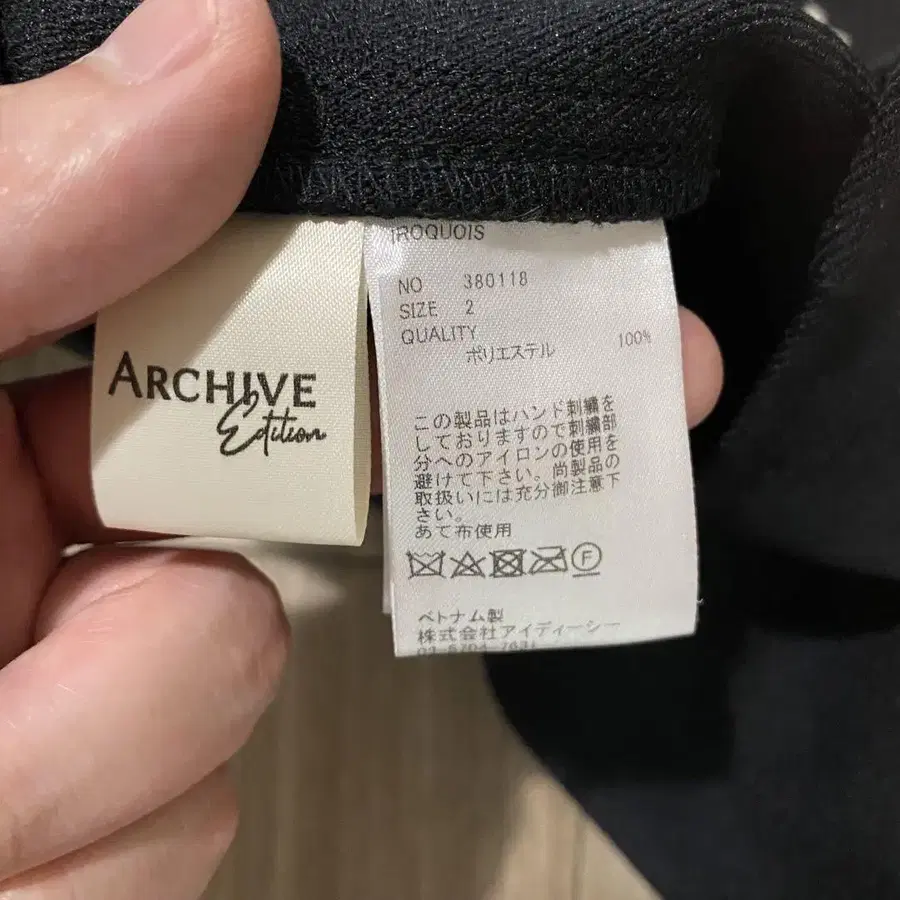 ARCHIVE
Edition
IROQUOIS
NO 380118
SIZE 2
QUALITY
ポリエステル 100%
この製品はハンド刺繍を
しておりますので刺繍部
分へのアイロンの使用を
避けて下さい。尚製品の
取扱いには充分御注意下
さい。
あて布使用
F
ベトナム製
株式会社アイディーシー
03-5704-7631